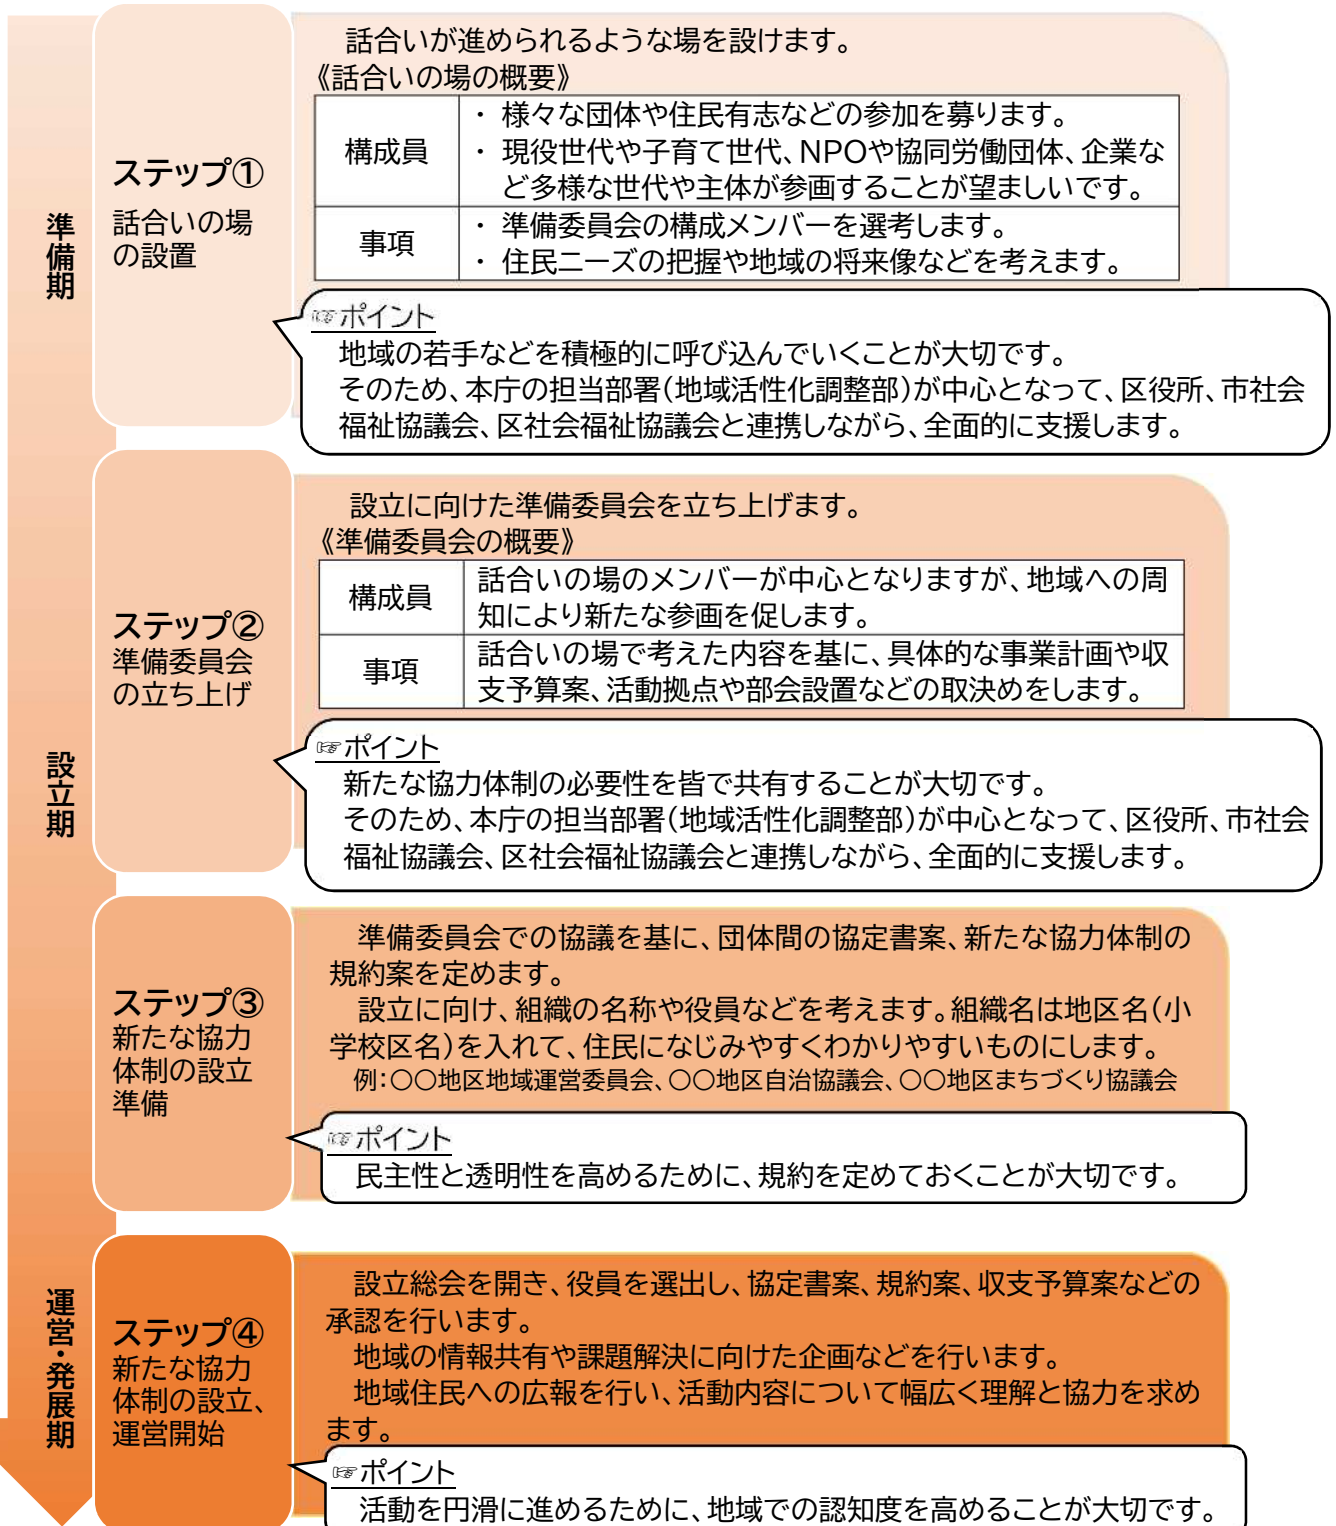 準備期
ステップ①
話合いの場
の設置
話合いが進められるような場を設けます。
《話合いの場の概要》
構成員
・ 様々な団体や住民有志などの参加を募ります。
・ 現役世代や子育て世代、NPOや協同労働団体、企業な
ど多様な世代や主体が参画することが望ましいです。
事項
・ 準備委員会の構成メンバーを選考します。
・ 住民ニーズの把握や地域の将来像などを考えます。
☞ポイント
地域の若手などを積極的に呼び込んでいくことが大切です。
そのため、本庁の担当部署(地域活性化調整部)が中心となって、区役所、市社会
福祉協議会、区社会福祉協議会と連携しながら、全面的に支援します。
設立期
ステップ②
準備委員会
の立ち上げ
設立に向けた準備委員会を立ち上げます。
《準備委員会の概要》
構成員
話合いの場のメンバーが中心となりますが、地域への周
知により新たな参画を促します。
事項
話合いの場で考えた内容を基に、具体的な事業計画や収
支予算案、活動拠点や部会設置などの取決めをします。
☞ポイント
新たな協力体制の必要性を皆で共有することが大切です。
そのため、本庁の担当部署(地域活性化調整部)が中心となって、区役所、市社会
福祉協議会、区社会福祉協議会と連携しながら、全面的に支援します。
ステップ③
新たな協力
体制の設立
準備
準備委員会での協議を基に、団体間の協定書案、新たな協力体制の
規約案を定めます。
設立に向け、組織の名称や役員などを考えます。組織名は地区名(小
学校区名)を入れて、住民になじみやすくわかりやすいものにします。
例:〇〇地区地域運営委員会、〇〇地区自治協議会、〇〇地区まちづくり協議会
☞ポイント
民主性と透明性を高めるために、規約を定めておくことが大切です。
運営・発展期
ステップ④
新たな協力
体制の設立、
運営開始
設立総会を開き、役員を選出し、協定書案、規約案、収支予算案などの
承認を行います。
地域の情報共有や課題解決に向けた企画などを行います。
地域住民への広報を行い、活動内容について幅広く理解と協力を求め
ます。
☞ポイント
活動を円滑に進めるために、地域での認知度を高めることが大切です。